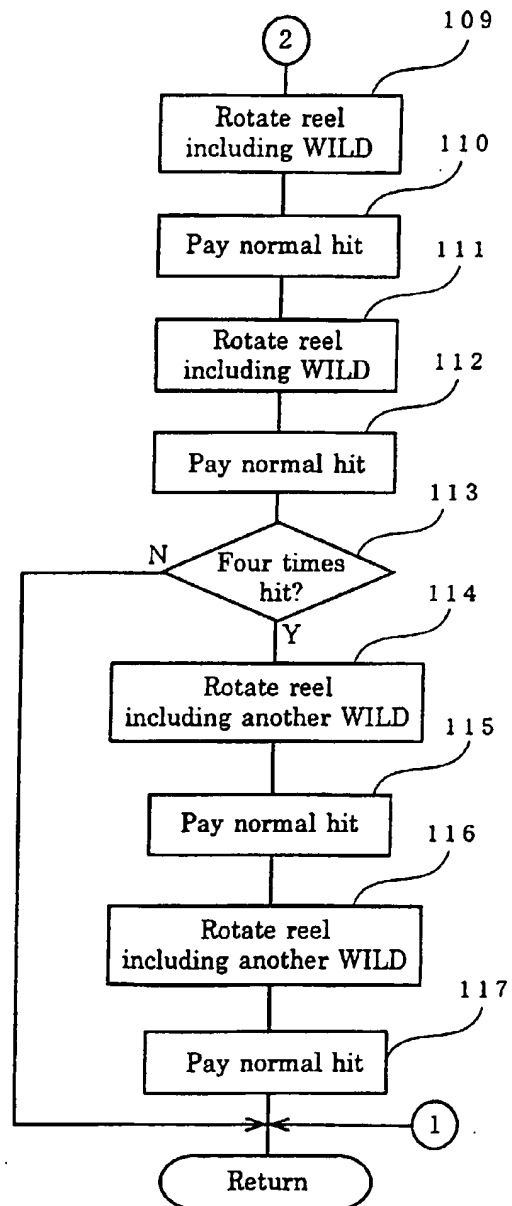 109
2
Rotate reel
including WILD
110
Pay normal hit
111
Rotate reel
including WILD
112
Pay normal hit
113
N
Four times
hit?
Y
114
Rotate reel
including another WILD
115
Pay normal hit
116
Rotate reel
including another WILD
117
Pay normal hit
1
Return